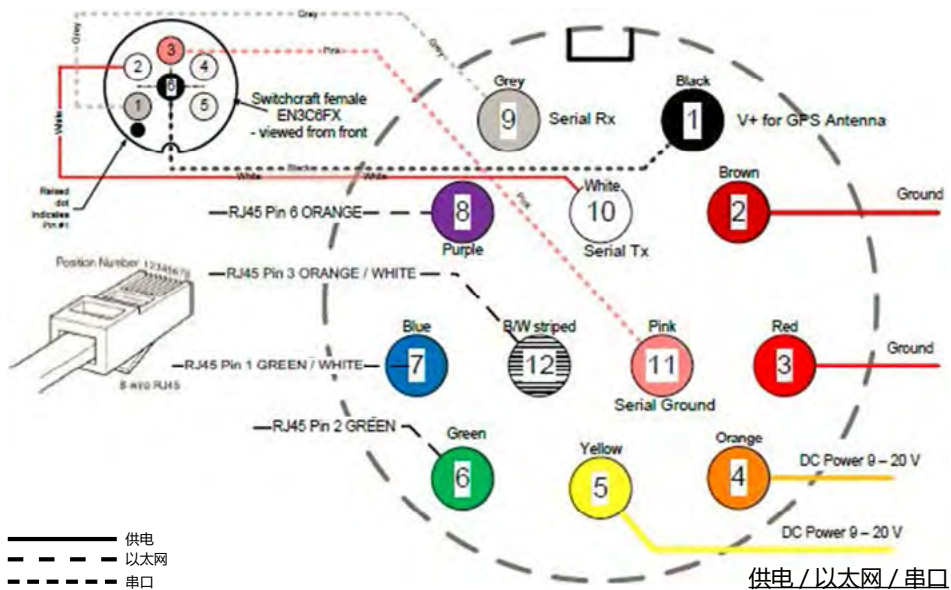 Grey
Grey
Grey
Pink
3
2
4
6
1
5
White
Switchcraft female
EN3C6FX
- viewed from front
Raised
dot
indicates
Pin #1
Black
White
White
Pink
Grey
9
Serial Rx
Black
1
V+ for GPS Antenna
RJ45 Pin 6 ORANGE
8
Purple
White
10
Serial Tx
Brown
2
Ground
Position Number 12345678
8-wire RJ45
RJ45 Pin 3 ORANGE / WHITE
RJ45 Pin 1 GREEN / WHITE
Blue
7
B/W striped
12
Pink
11
Serial Ground
Red
3
Ground
RJ45 Pin 2 GREEN
Green
6
Yellow
5
Orange
4
DC Power 9 – 20 V
DC Power 9 – 20 V
供电
以太网
串口
供电 / 以太网 / 串口